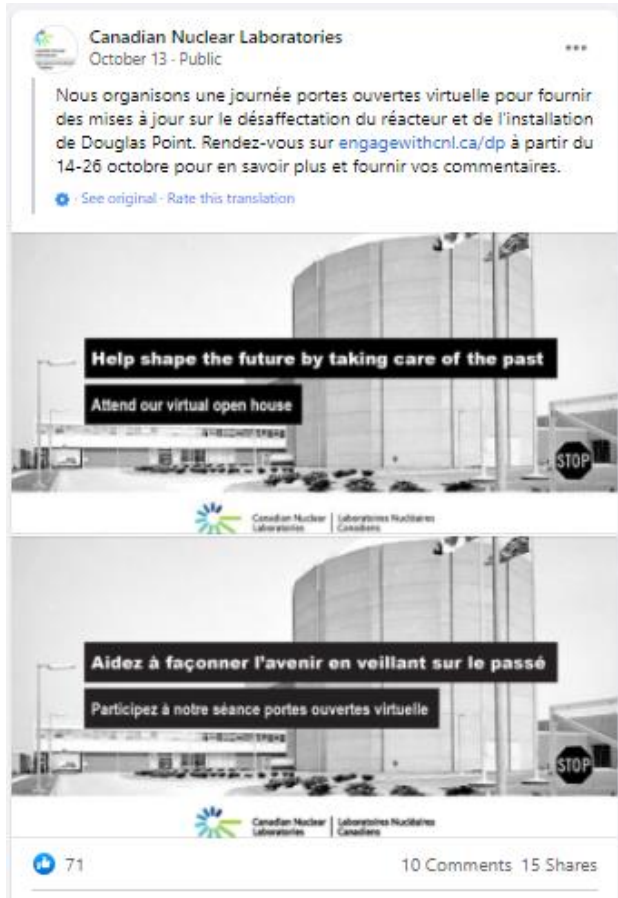 Canadian Nuclear Laboratories
October 13 · Public
Nous organisons une journée portes ouvertes virtuelle pour fournir
des mises à jour sur le désaffectation du réacteur et de l'installation
de Douglas Point. Rendez-vous sur engagewithcnl.ca/dp à partir du
14-26 octobre pour en savoir plus et fournir vos commentaires.
· See original · Rate this translation
Help shape the future by taking care of the past
Attend our virtual open house
STOP
Canadian Nuclear | Laboratoires Nucléaires
Laboratories | Canadiens
Aidez à façonner l'avenir en veillant sur le passé
Participez à notre séance portes ouvertes virtuelle
STOP
Canadian Nuclear | Laboratoires Nucléaires
Laboratories | Canadiens
71
10 Comments 15 Shares